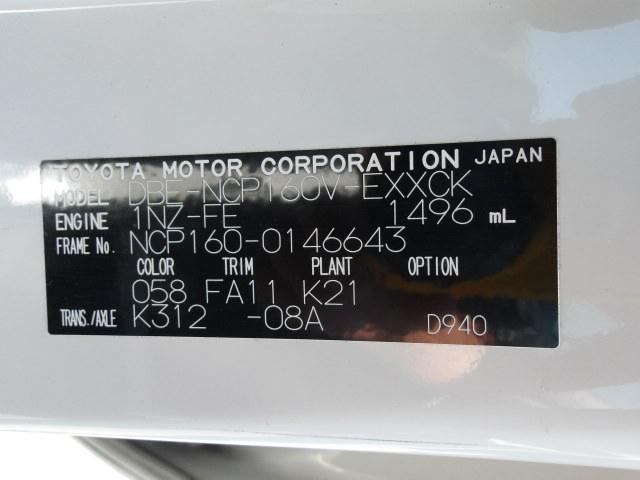 TOYOTA MOTOR CORPORATION JAPAN
MODEL DBE-NCP160V-EXXCK
ENGINE 1NZ-FE 1496 mL
FRAME No. NCP160-0146643
COLOR TRIM PLANT OPTION
058 FA11 K21
TRANS./AXLE K312 -08A D940